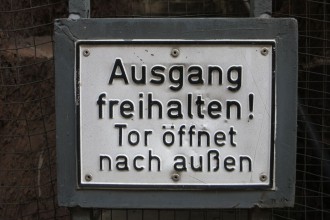 Ausgang
freihalten!
Tor öffnet
nach außen